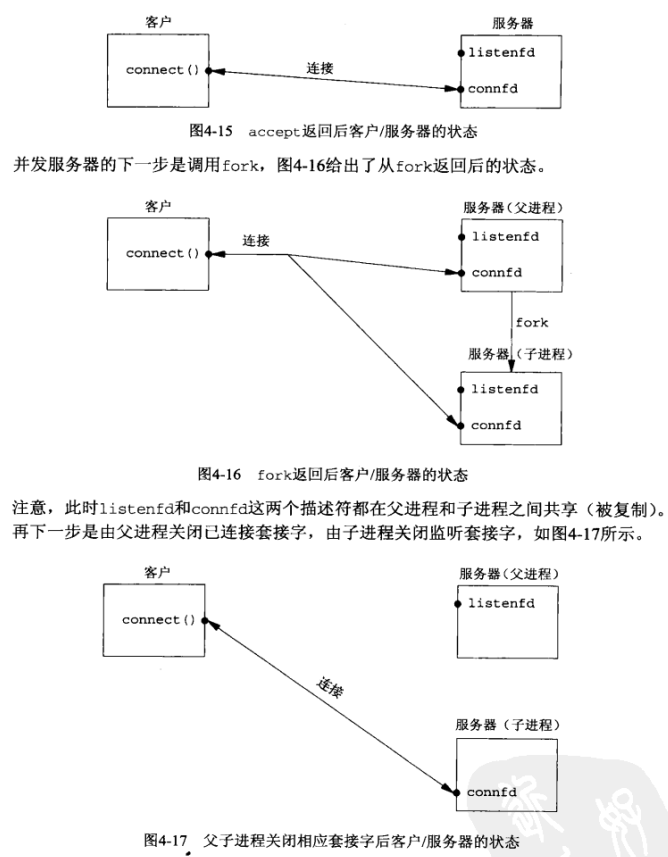 客户 服务器
listenfd
connect() 连接 connfd
图4-15 accept返回后客户/服务器的状态
并发服务器的下一步是调用fork，图4-16给出了从fork返回后的状态。
客户 服务器（父进程）
连接 listenfd
connect() connfd
fork
服务器（子进程）
listenfd
connfd
图4-16 fork返回后客户/服务器的状态
注意，此时listenfd和connfd这两个描述符都在父进程和子进程之间共享（被复制）。
再下一步是由父进程关闭已连接套接字，由子进程关闭监听套接字，如图4-17所示。
客户 服务器（父进程）
listenfd
connect()
连接
服务器（子进程）
connfd
图4-17 父子进程关闭相应套接字后客户/服务器的状态